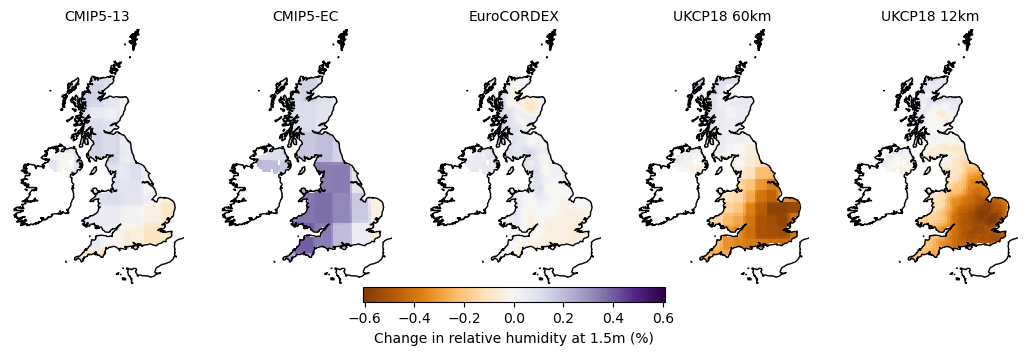 CMIP5-13 CMIP5-EC EuroCORDEX UKCP18 60km UKCP18 12km
−0.6 −0.4 −0.2 0.0 0.2 0.4 0.6
Change in relative humidity at 1.5m (%)